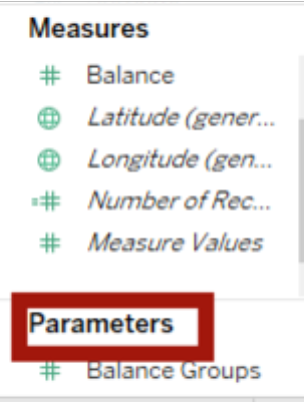 Measures
# Balance
Latitude (gener...
Longitude (gen...
=# Number of Rec...
# Measure Values
Parameters
# Balance Groups